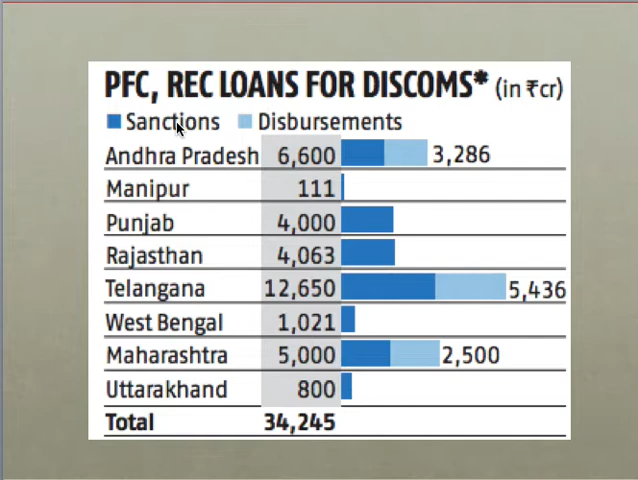 PFC, REC LOANS FOR DISCOMS* (in ₹cr)
Sanctions Disbursements
Andhra Pradesh 6,600 3,286
Manipur 111
Punjab 4,000
Rajasthan 4,063
Telangana 12,650 5,436
West Bengal 1,021
Maharashtra 5,000 2,500
Uttarakhand 800
Total 34,245